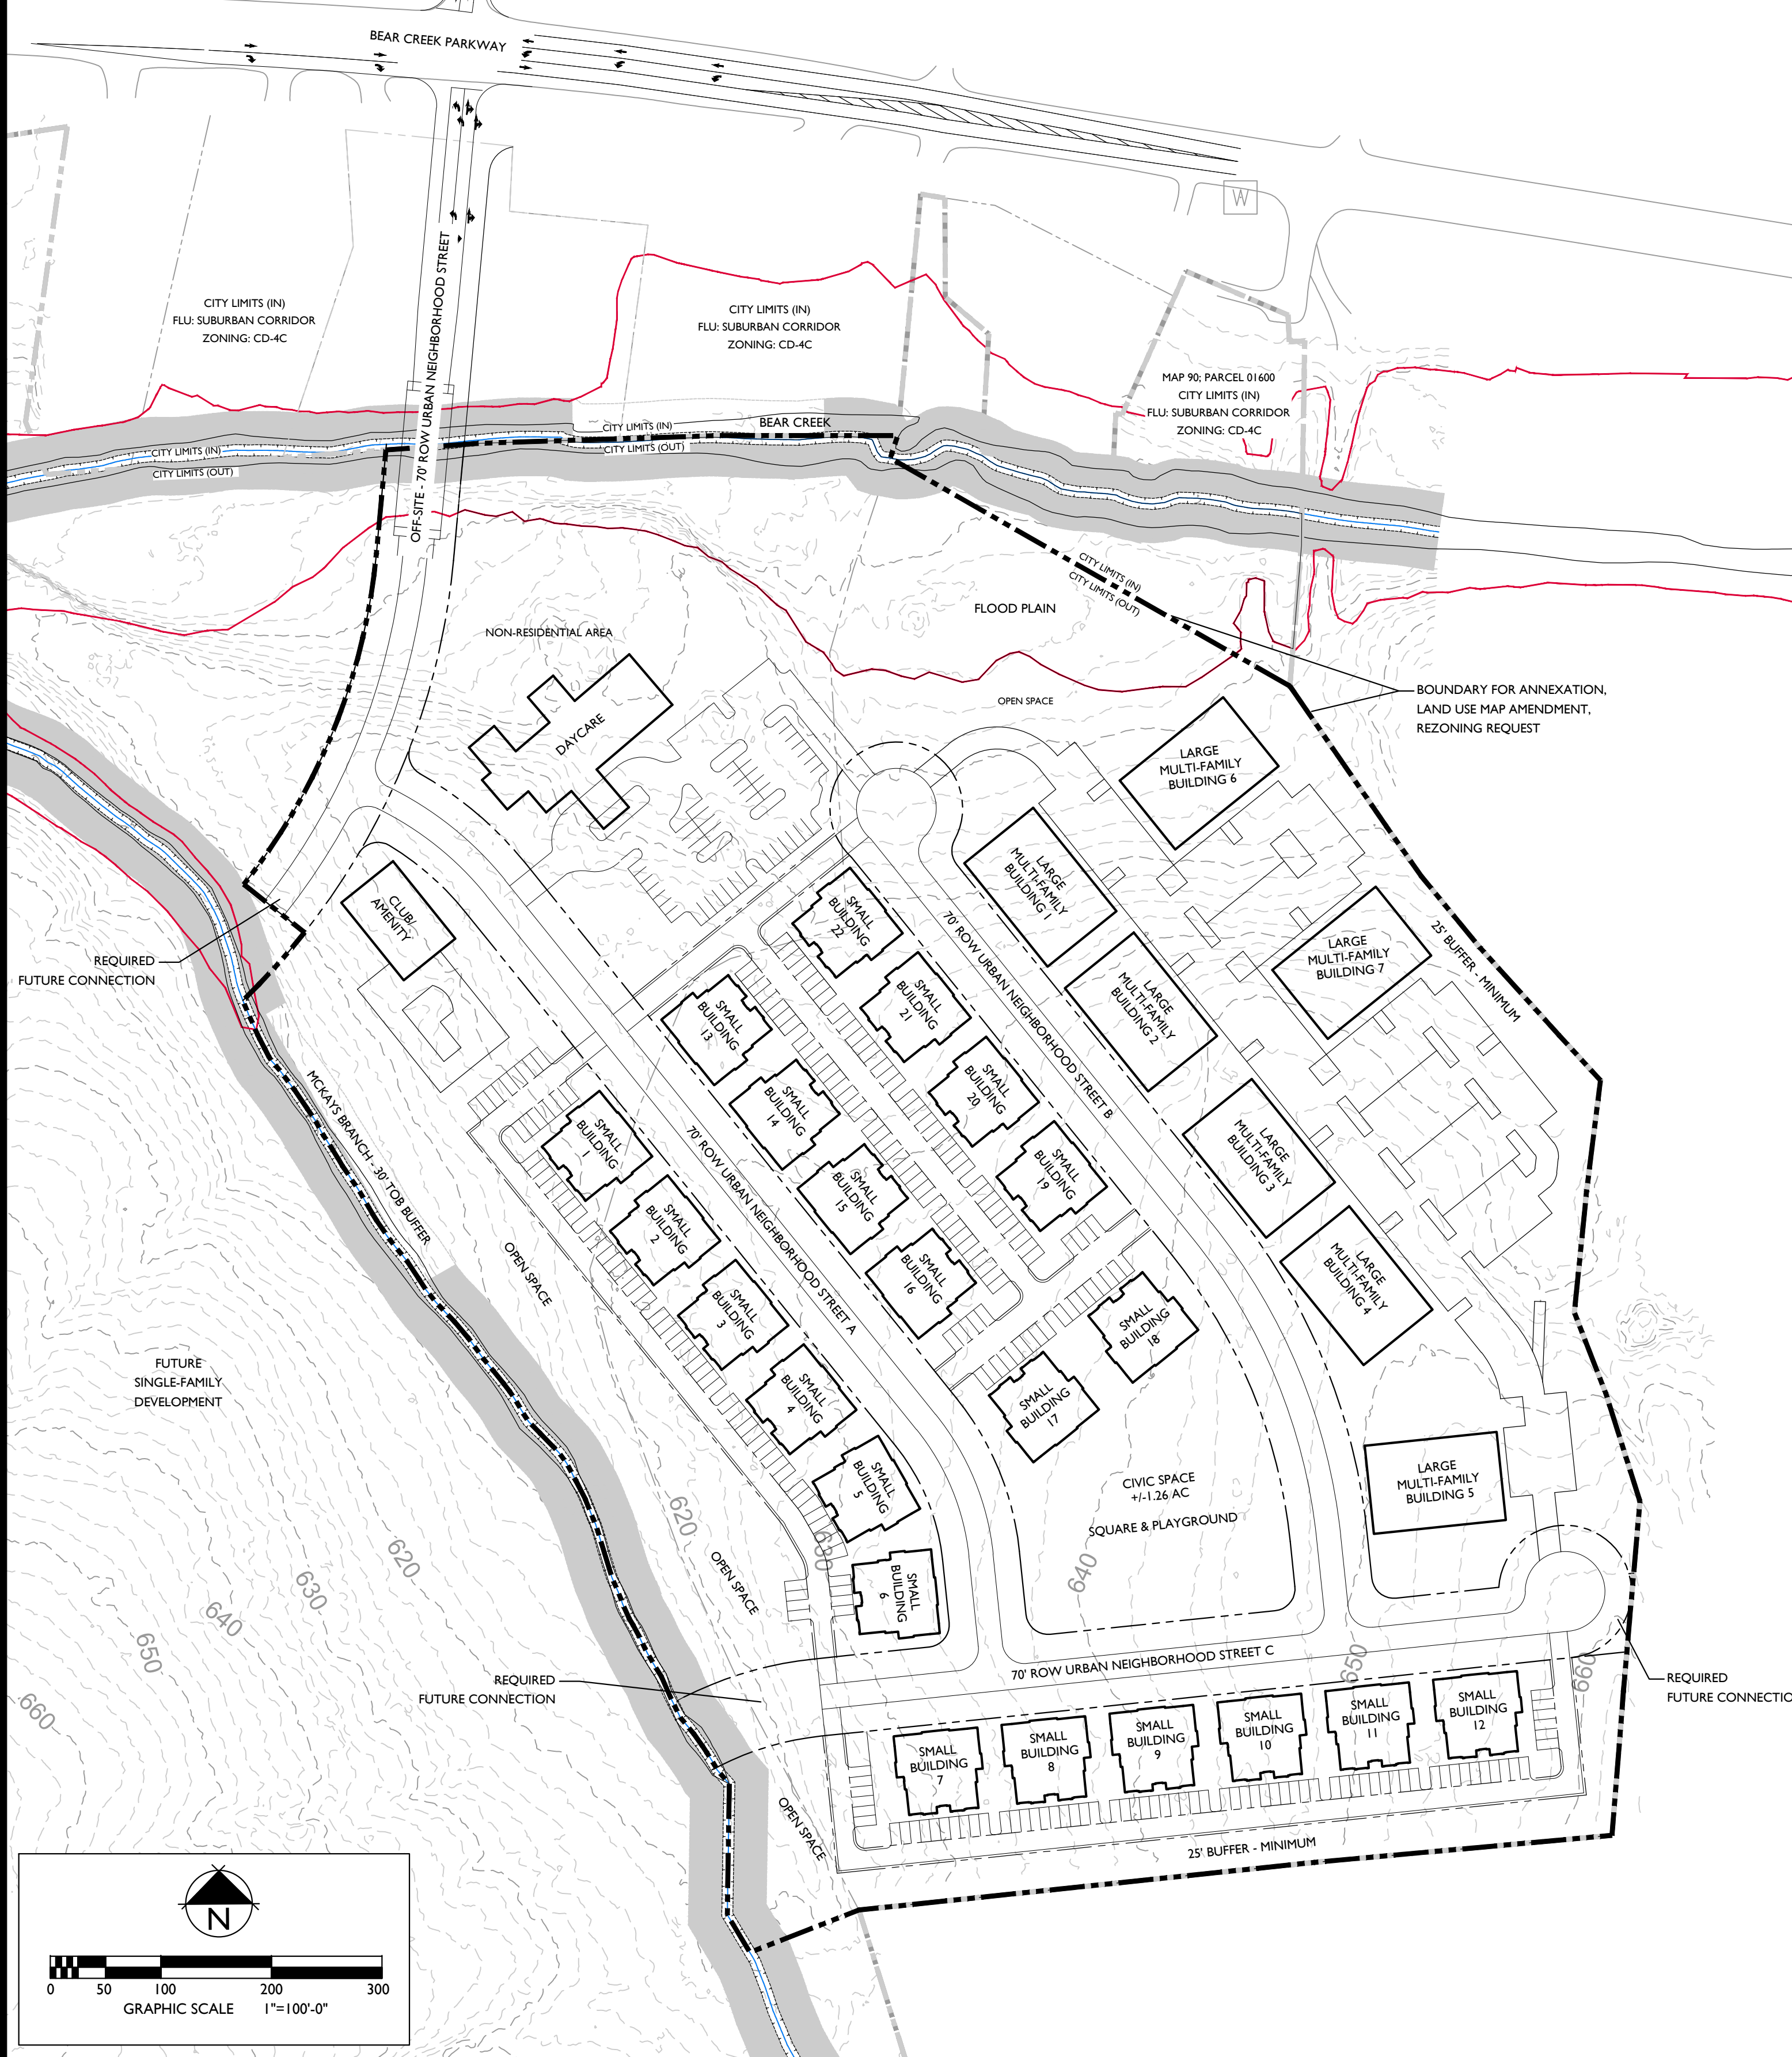 BEAR CREEK PARKWAY
W
OFF-SITE - 70' ROW URBAN NEIGHBORHOOD STREET
CITY LIMITS (IN)
FLU: SUBURBAN CORRIDOR
ZONING: CD-4C
CITY LIMITS (IN)
FLU: SUBURBAN CORRIDOR
ZONING: CD-4C
MAP 90; PARCEL 01600
CITY LIMITS (IN)
FLU: SUBURBAN CORRIDOR
ZONING: CD-4C
CITY LIMITS (IN)
CITY LIMITS (OUT)
CITY LIMITS (IN)
CITY LIMITS (OUT)
BEAR CREEK
CITY LIMITS (IN)
CITY LIMITS (OUT)
FLOOD PLAIN
NON-RESIDENTIAL AREA
OPEN SPACE
BOUNDARY FOR ANNEXATION,
LAND USE MAP AMENDMENT,
REZONING REQUEST
DAYCARE
LARGE
MULTI-FAMILY
BUILDING 6
LARGE
MULTI-FAMILY
BUILDING 1
CLUB/
AMENITY
SMALL
BUILDING
22
70' ROW URBAN NEIGHBORHOOD STREET B
LARGE
MULTI-FAMILY
BUILDING 7
25' BUFFER - MINIMUM
REQUIRED
FUTURE CONNECTION
SMALL
BUILDING
13
SMALL
BUILDING
21
LARGE
MULTI-FAMILY
BUILDING 2
MCKAYS BRANCH - 30' TOB BUFFER
SMALL
BUILDING
1
SMALL
BUILDING
14
SMALL
BUILDING
20
LARGE
MULTI-FAMILY
BUILDING 3
70' ROW URBAN NEIGHBORHOOD STREET A
SMALL
BUILDING
2
SMALL
BUILDING
15
SMALL
BUILDING
19
OPEN SPACE
SMALL
BUILDING
3
SMALL
BUILDING
16
SMALL
BUILDING
18
LARGE
MULTI-FAMILY
BUILDING 4
FUTURE
SINGLE-FAMILY
DEVELOPMENT
SMALL
BUILDING
4
SMALL
BUILDING
17
SMALL
BUILDING
5
CIVIC SPACE
+/-1.26 AC
SQUARE & PLAYGROUND
LARGE
MULTI-FAMILY
BUILDING 5
620
630
620
630
640
650
660
640
650
660
OPEN SPACE
SMALL
BUILDING
6
70' ROW URBAN NEIGHBORHOOD STREET C
REQUIRED
FUTURE CONNECTION
REQUIRED
FUTURE CONNECTIO
SMALL
BUILDING
7
SMALL
BUILDING
8
SMALL
BUILDING
9
SMALL
BUILDING
10
SMALL
BUILDING
11
SMALL
BUILDING
12
OPEN SPACE
25' BUFFER - MINIMUM
N
0 50 100 200 300
GRAPHIC SCALE 1"=100'-0"